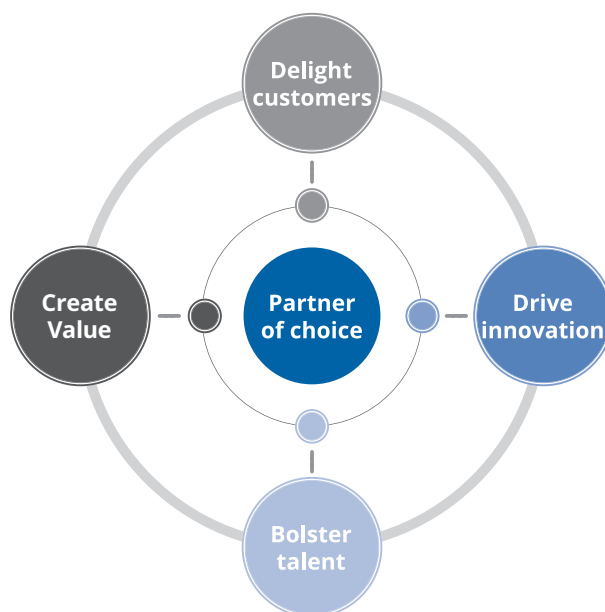 Delight
customers
Create
Value
Partner
of choice
Drive
innovation
Bolster
talent